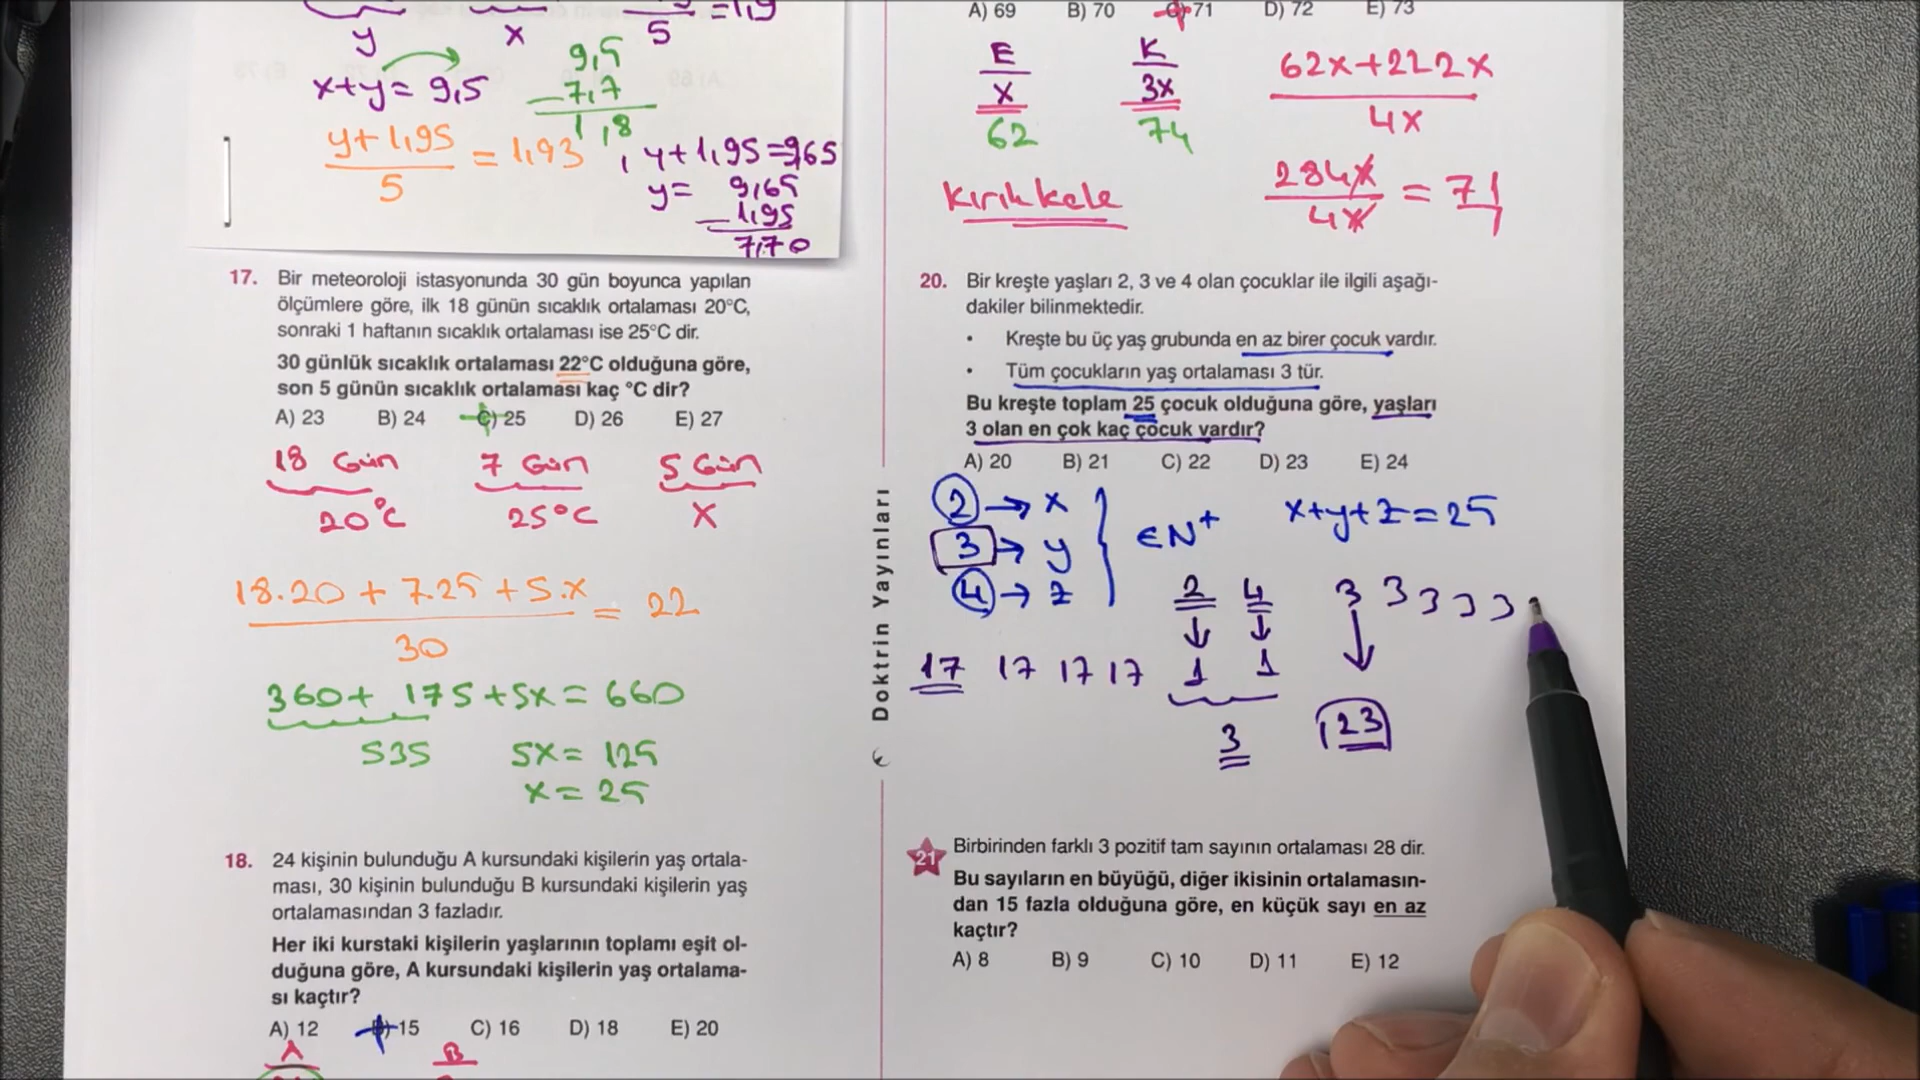 y
x
5
=1,9
x+y= 9,5
9,5
7,7
1,8
y+1,95
5
= 1,93
y+1,95=9,65
y= 9,65
1,95
7,70
17. Bir meteoroloji istasyonunda 30 gün boyunca yapılan
ölçümlere göre, ilk 18 günün sıcaklık ortalaması 20°C,
sonraki 1 haftanın sıcaklık ortalaması ise 25°C dir.
30 günlük sıcaklık ortalaması 22°C olduğuna göre,
son 5 günün sıcaklık ortalaması kaç °C dir?
A) 23 B) 24 C) 25 D) 26 E) 27
18 Gün 7 Gün 5 Gün
20°C 25°C X
18.20 + 7.25 + 5.x = 22
30
360+ 175 +5x = 660
535 5x = 125
x = 25
18. 24 kişinin bulunduğu A kursundaki kişilerin yaş ortala-
ması, 30 kişinin bulunduğu B kursundaki kişilerin yaş
ortalamasından 3 fazladır.
Her iki kurstaki kişilerin yaşlarının toplamı eşit ol-
duğuna göre, A kursundaki kişilerin yaş ortalama-
sı kaçtır?
A) 12 B) 15 C) 16 D) 18 E) 20
A B
Doktrin Yayınları
A) 69 B) 70 C) 71 D) 72 E) 73
E K
x 3x
62 74
62x+222x
4x
284x
4x
= 71
Kırıkkale
20. Bir kreşte yaşları 2, 3 ve 4 olan çocuklar ile ilgili aşağı-
dakiler bilinmektedir.
• Kreşte bu üç yaş grubunda en az birer çocuk vardır.
• Tüm çocukların yaş ortalaması 3 tür.
Bu kreşte toplam 25 çocuk olduğuna göre, yaşları
3 olan en çok kaç çocuk vardır?
A) 20 B) 21 C) 22 D) 23 E) 24
2 → x
3 → y
4 → z
∈N⁺
x+y+z=25
2 4 3 3 3 3 3
17 17 17 17 1 1
3 23
21 Birbirinden farklı 3 pozitif tam sayının ortalaması 28 dir.
Bu sayıların en büyüğü, diğer ikisinin ortalamasın-
dan 15 fazla olduğuna göre, en küçük sayı en az
kaçtır?
A) 8 B) 9 C) 10 D) 11 E) 12